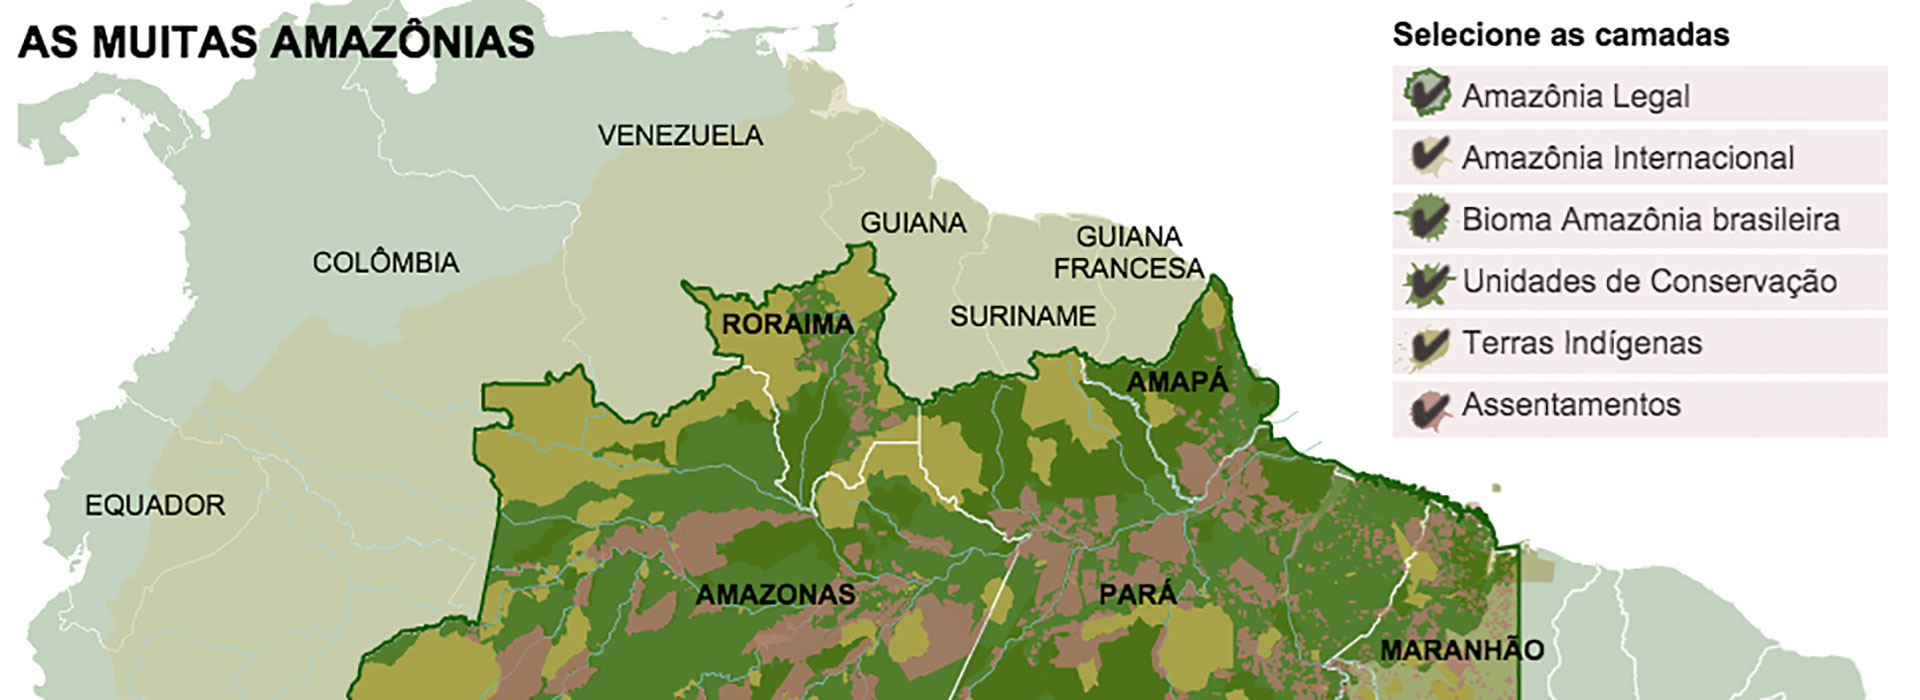 AS MUITAS AMAZÔNIAS
Selecione as camadas
Amazônia Legal
Amazônia Internacional
Bioma Amazônia brasileira
Unidades de Conservação
Terras Indígenas
Assentamentos
VENEZUELA
GUIANA
GUIANA
FRANCESA
COLÔMBIA
SURINAME
RORAIMA
AMAPÁ
EQUADOR
AMAZONAS
PARÁ
MARANHÃO